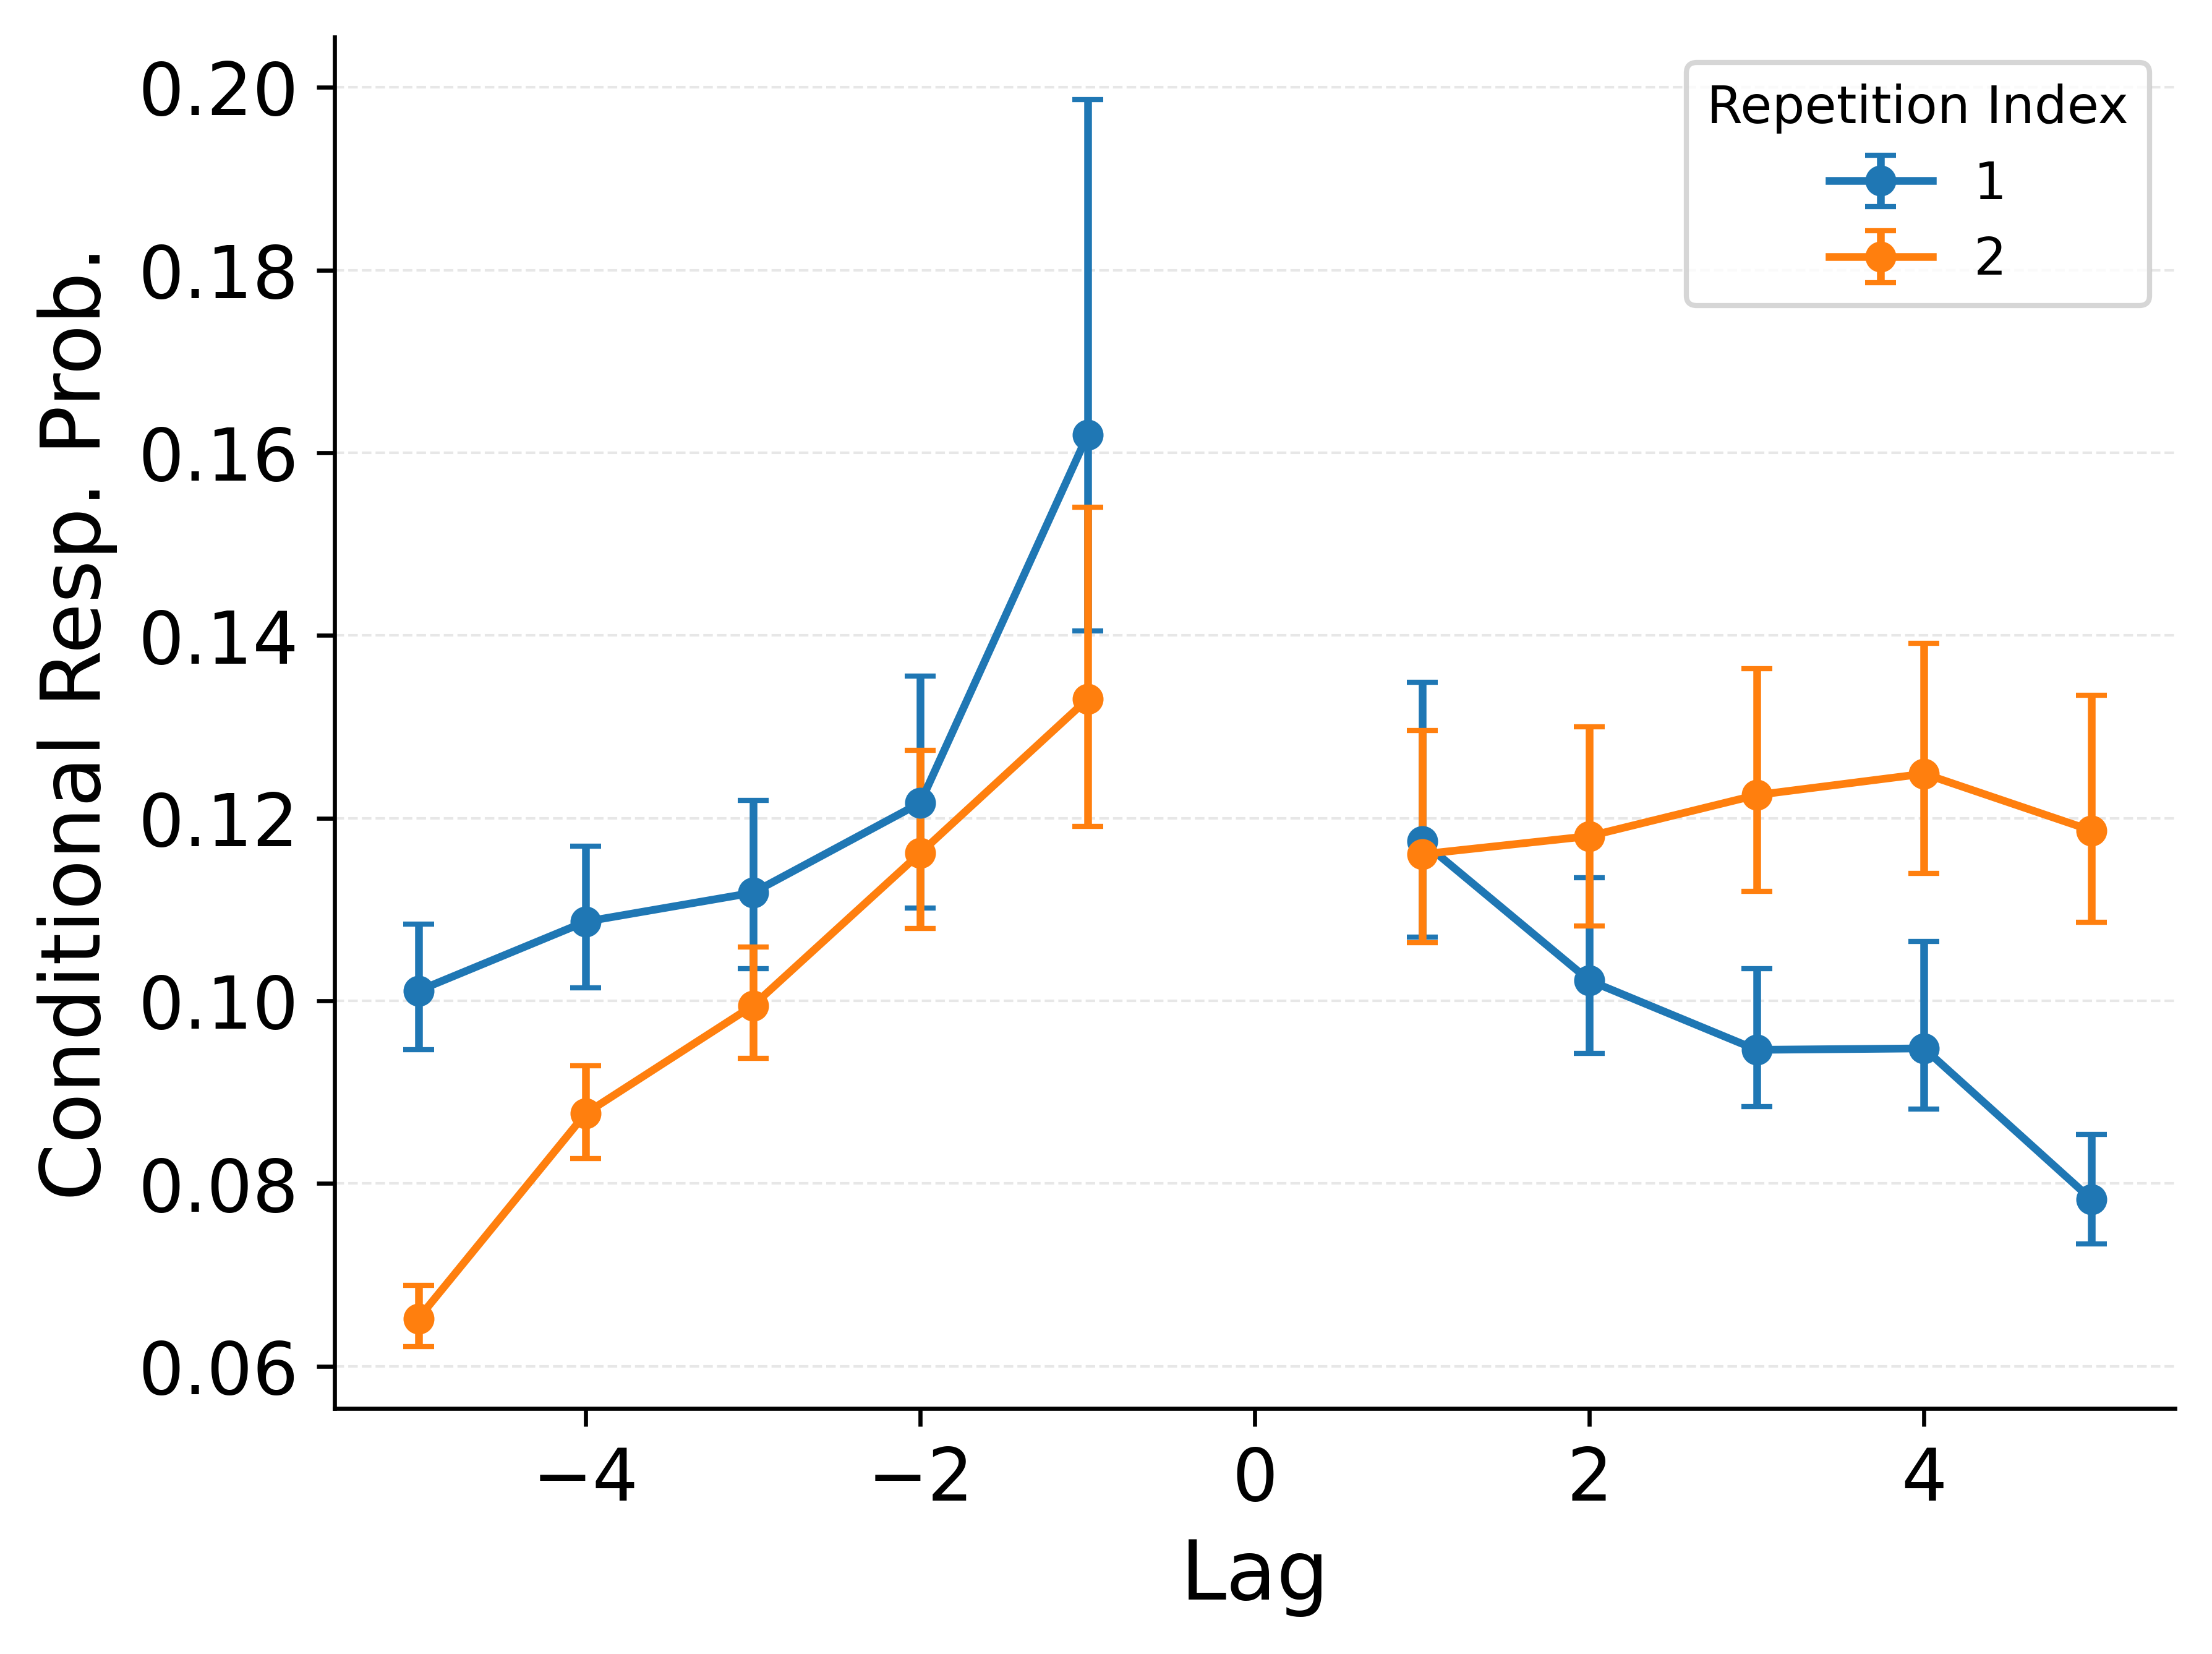 Repetition Index
1
2
Conditional Resp. Prob.
0.20
0.18
0.16
0.14
0.12
0.10
0.08
0.06
−4 −2 0 2 4
Lag